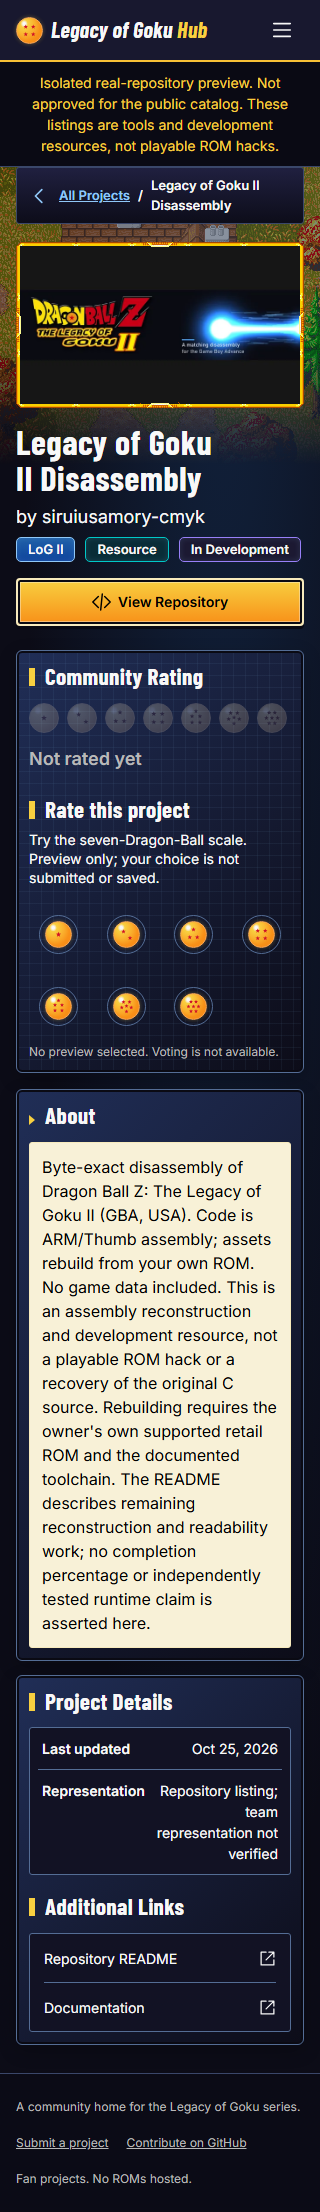 Legacy of Goku Hub
Isolated real-repository preview. Not
approved for the public catalog. These
listings are tools and development
resources, not playable ROM hacks.
All Projects / Legacy of Goku II
Disassembly
DRAGON BALL Z
THE LEGACY OF
GOKU II
A matching disassembly
for the Game Boy Advance
Legacy of Goku
II Disassembly
by siruiusamory-cmyk
LoG II Resource In Development
View Repository
Community Rating
Not rated yet
Rate this project
Try the seven-Dragon-Ball scale.
Preview only; your choice is not
submitted or saved.
No preview selected. Voting is not available.
About
Byte-exact disassembly of
Dragon Ball Z: The Legacy of
Goku II (GBA, USA). Code is
ARM/Thumb assembly; assets
rebuild from your own ROM.
No game data included. This is
an assembly reconstruction
and development resource, not
a playable ROM hack or a
recovery of the original C
source. Rebuilding requires the
owner's own supported retail
ROM and the documented
toolchain. The README
describes remaining
reconstruction and readability
work; no completion
percentage or independently
tested runtime claim is
asserted here.
Project Details
Last updated Oct 25, 2026
Representation Repository listing;
team
representation not
verified
Additional Links
Repository README
Documentation
A community home for the Legacy of Goku series.
Submit a project Contribute on GitHub
Fan projects. No ROMs hosted.